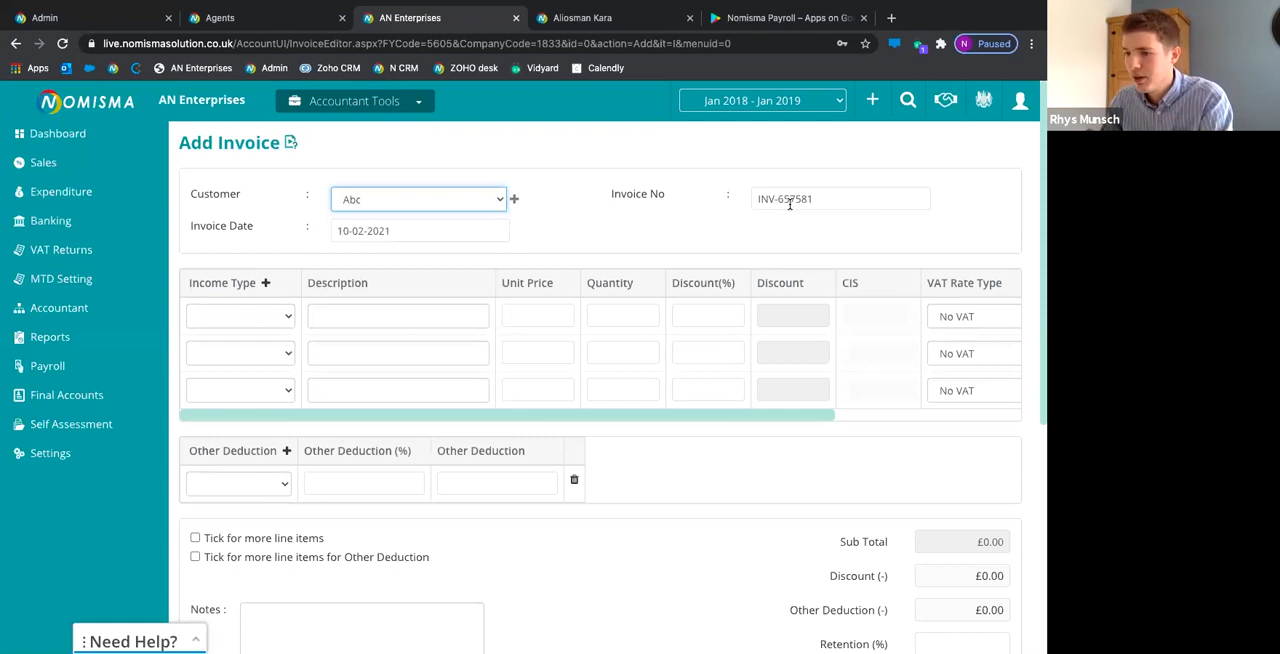 Admin
Agents
AN Enterprises
Aliosman Kara
Nomisma Payroll – Apps on Go
live.nomismasolution.co.uk/AccountUI/InvoiceEditor.aspx?FYCode=5605&CompanyCode=1833&id=0&action=Add&it=I&menuid=0
N Paused
Apps
AN Enterprises
Admin
Zoho CRM
N CRM
ZOHO desk
Vidyard
Calendly
NOMISMA
AN Enterprises
Accountant Tools
Jan 2018 - Jan 2019
Rhys Munsch
Dashboard
Sales
Expenditure
Banking
VAT Returns
MTD Setting
Accountant
Reports
Payroll
Final Accounts
Self Assessment
Settings
Add Invoice
Customer : Abc
Invoice No : INV-657581
Invoice Date : 10-02-2021
Income Type Description Unit Price Quantity Discount(%) Discount CIS VAT Rate Type
No VAT
No VAT
No VAT
Other Deduction Other Deduction (%) Other Deduction
Tick for more line items
Tick for more line items for Other Deduction
Sub Total £0.00
Discount (-) £0.00
Other Deduction (-) £0.00
Notes :
Retention (%)
Need Help?